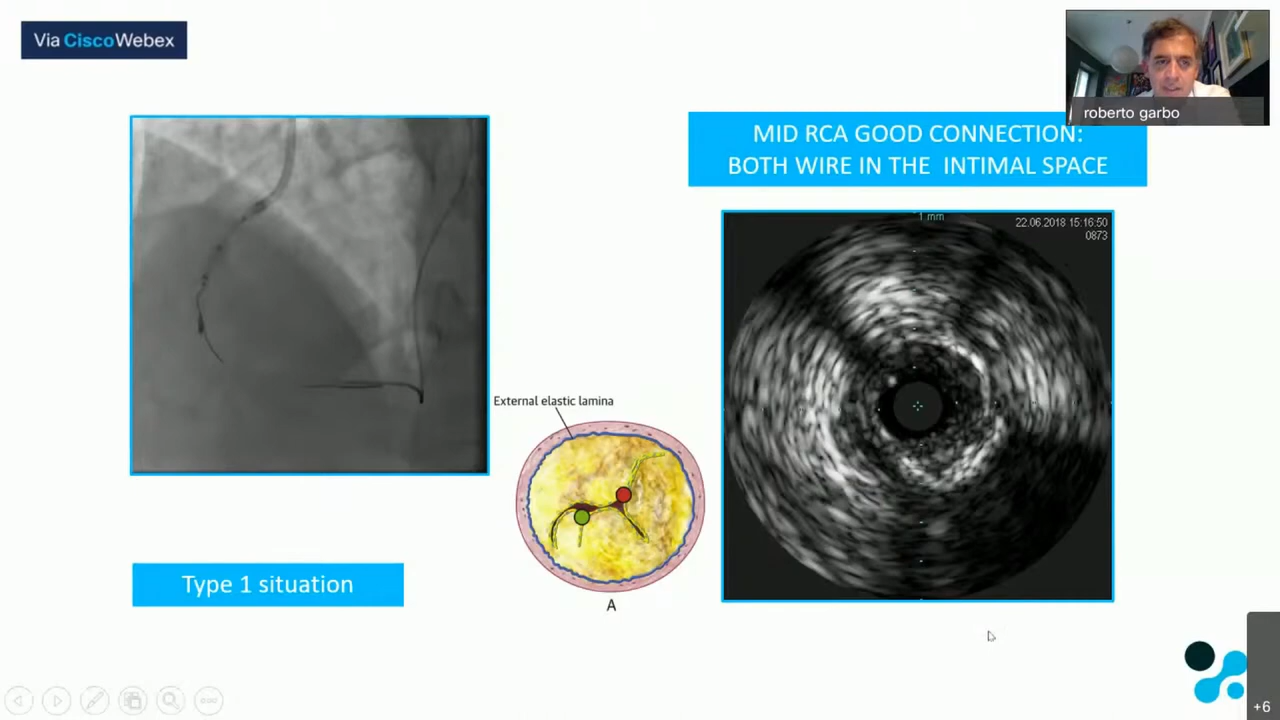 Via CiscoWebex
roberto garbo
MID RCA GOOD CONNECTION:
BOTH WIRE IN THE INTIMAL SPACE
1 mm
22.06.2018 15:16:50
0873
External elastic lamina
A
Type 1 situation
+6